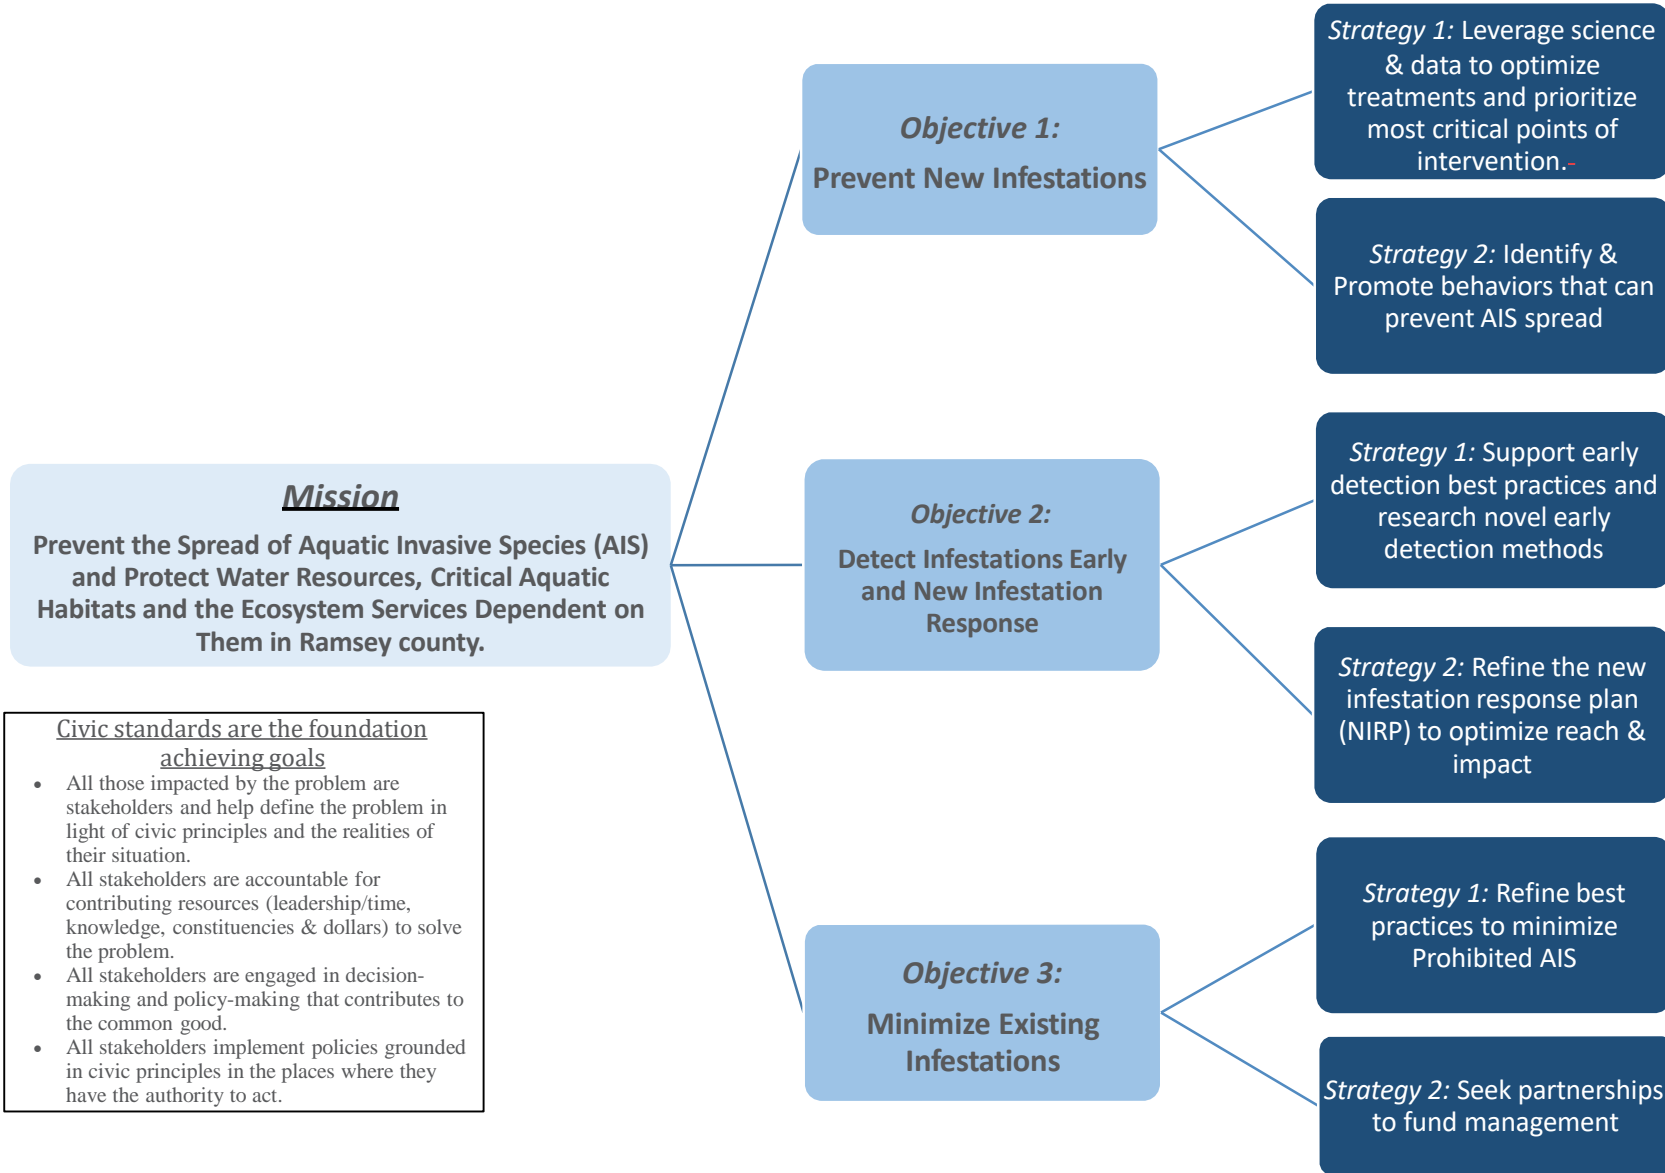 Mission
Prevent the Spread of Aquatic Invasive Species (AIS)
and Protect Water Resources, Critical Aquatic
Habitats and the Ecosystem Services Dependent on
Them in Ramsey county.
Civic standards are the foundation
achieving goals
• All those impacted by the problem are
stakeholders and help define the problem in
light of civic principles and the realities of
their situation.
• All stakeholders are accountable for
contributing resources (leadership/time,
knowledge, constituencies & dollars) to solve
the problem.
• All stakeholders are engaged in decision-
making and policy-making that contributes to
the common good.
• All stakeholders implement policies grounded
in civic principles in the places where they
have the authority to act.
Objective 1:
Prevent New Infestations
Strategy 1: Leverage science
& data to optimize
treatments and prioritize
most critical points of
intervention.-
Strategy 2: Identify &
Promote behaviors that can
prevent AIS spread
Objective 2:
Detect Infestations Early
and New Infestation
Response
Strategy 1: Support early
detection best practices and
research novel early
detection methods
Strategy 2: Refine the new
infestation response plan
(NIRP) to optimize reach &
impact
Objective 3:
Minimize Existing
Infestations
Strategy 1: Refine best
practices to minimize
Prohibited AIS
Strategy 2: Seek partnerships
to fund management